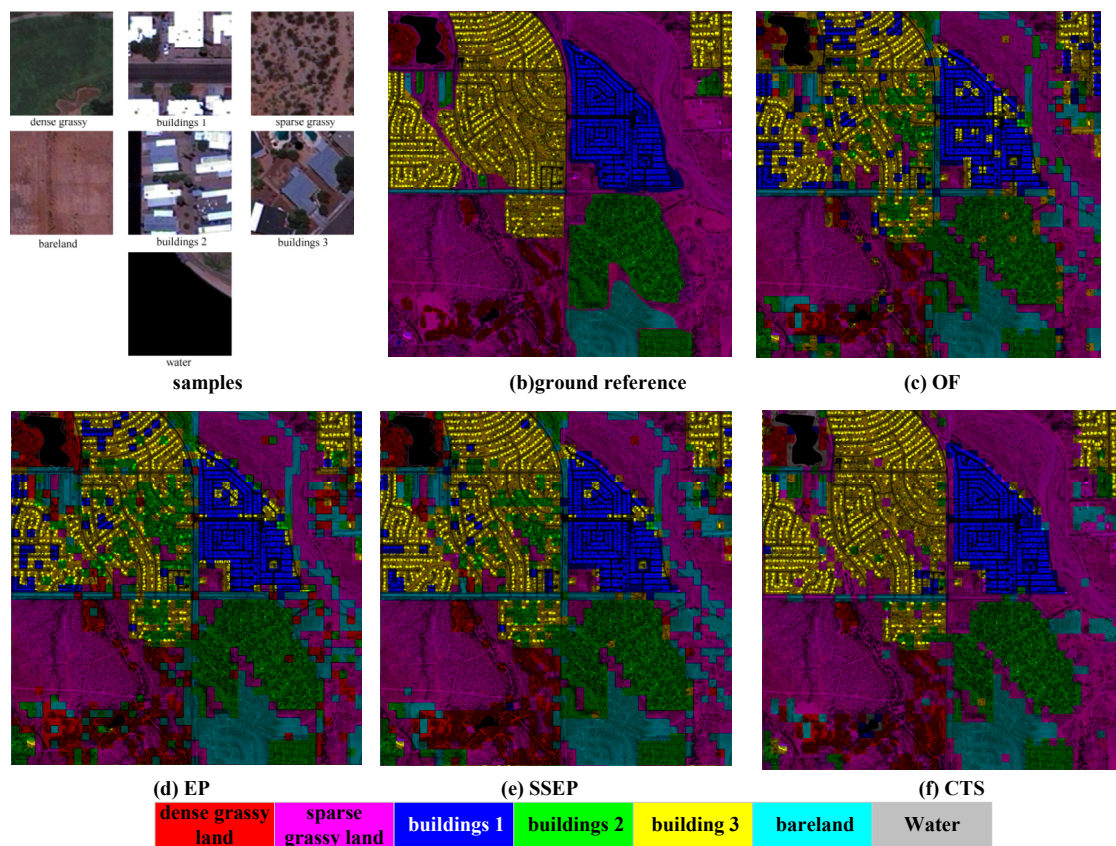 dense grassy
buildings 1
sparse grassy
bareland
buildings 2
buildings 3
water
samples
(b)ground reference
(c) OF
(d) EP
(e) SSEP
(f) CTS
dense grassy
land
sparse
grassy land
buildings 1
buildings 2
building 3
bareland
Water